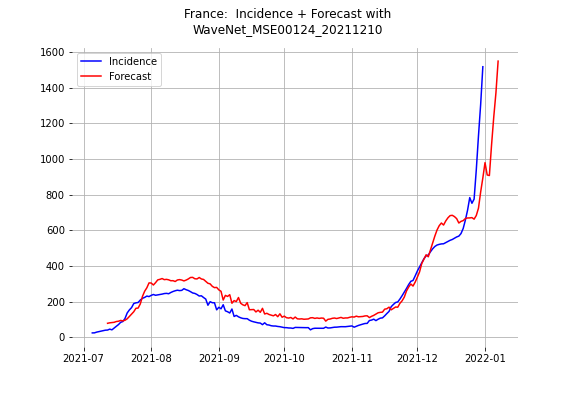 France:  Incidence + Forecast with
WaveNet_MSE00124_20211210
Incidence
Forecast
1600
1400
1200
1000
800
600
400
200
0
2021-07 2021-08 2021-09 2021-10 2021-11 2021-12 2022-01